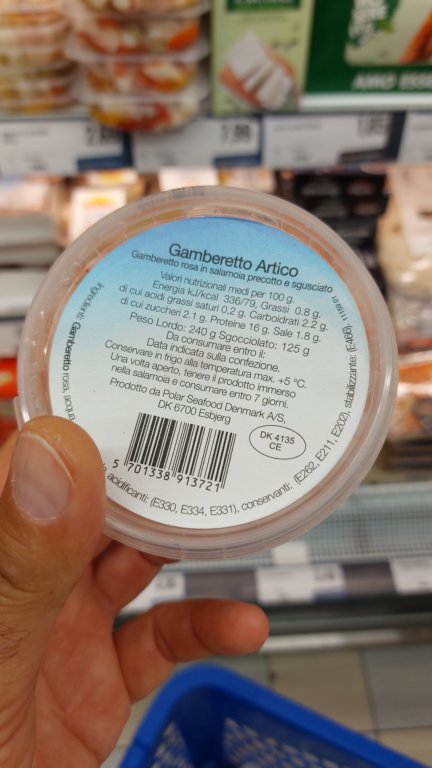 Gamberetto Artico
Gamberetto rosa in salamoia precotto e sgusciato
Valori nutrizionali medi per 100 g.
Energia kJ/kcal 336/79, Grassi 0.8 g.
di cui acidi grassi saturi 0,2 g. Carboidrati 2.2 g.
di cui zuccheri 2.1 g. Proteine 16 g. Sale 1.8 g.
Peso Lordo: 240 g Sgocciolato: 125 g
Da consumare entro il:
Data indicata sulla confezione.
Conservare in frigo alla temperatura max. +5 °C.
Una volta aperto, tenere il prodotto immerso
nella salamoia e consumare entro 7 giorni.
Prodotto da Polar Seafood Denmark A/S,
DK 6700 Esbjerg
DK 4135
CE
5 701338 913721
Ingredienti: Gamberetto rosa, acqua,
acidificanti: (E330, E334, E331), conservanti: (E262, E211, E202), stabilizzante: (E466)
11159 01
AMO ESSE